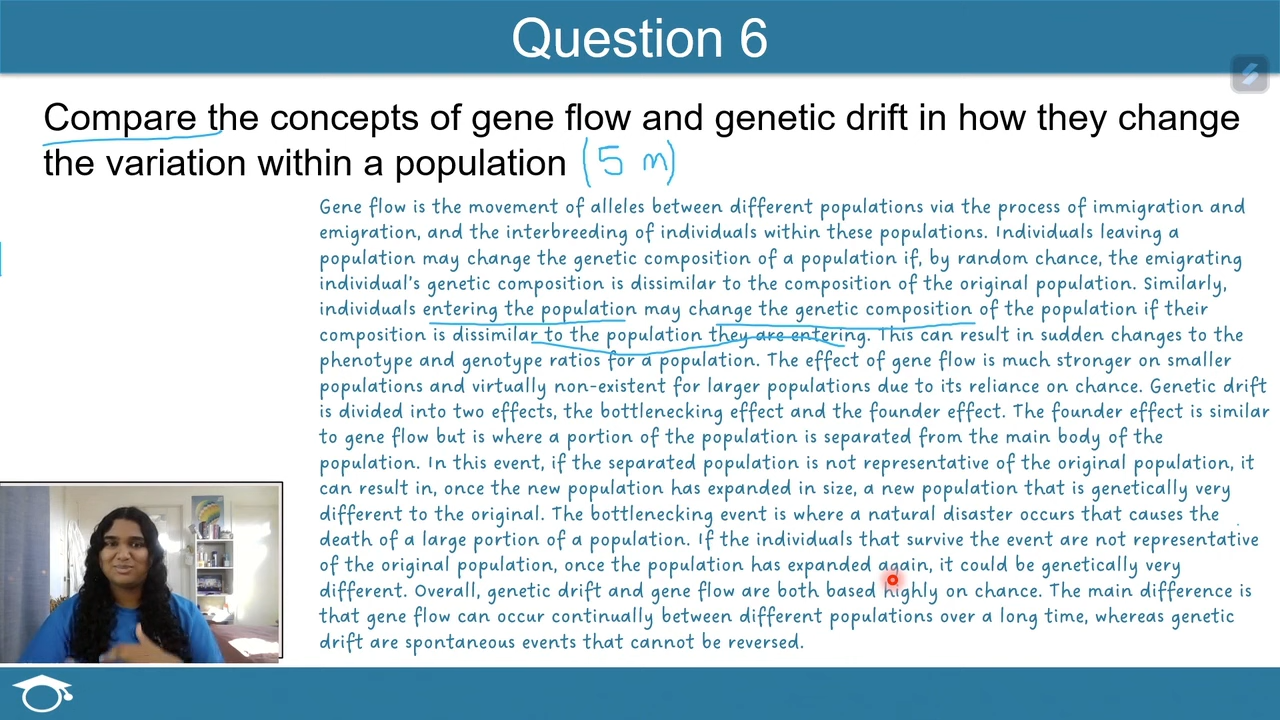 Question 6
Compare the concepts of gene flow and genetic drift in how they change
the variation within a population (5 m)
Gene flow is the movement of alleles between different populations via the process of immigration and
emigration, and the interbreeding of individuals within these populations. Individuals leaving a
population may change the genetic composition of a population if, by random chance, the emigrating
individual's genetic composition is dissimilar to the composition of the original population. Similarly,
individuals entering the population may change the genetic composition of the population if their
composition is dissimilar to the population they are entering. This can result in sudden changes to the
phenotype and genotype ratios for a population. The effect of gene flow is much stronger on smaller
populations and virtually non-existent for larger populations due to its reliance on chance. Genetic drift
is divided into two effects, the bottlenecking effect and the founder effect. The founder effect is similar
to gene flow but is where a portion of the population is separated from the main body of the
population. In this event, if the separated population is not representative of the original population, it
can result in, once the new population has expanded in size, a new population that is genetically very
different to the original. The bottlenecking event is where a natural disaster occurs that causes the
death of a large portion of a population. If the individuals that survive the event are not representative
of the original population, once the population has expanded again, it could be genetically very
different. Overall, genetic drift and gene flow are both based highly on chance. The main difference is
that gene flow can occur continually between different populations over a long time, whereas genetic
drift are spontaneous events that cannot be reversed.